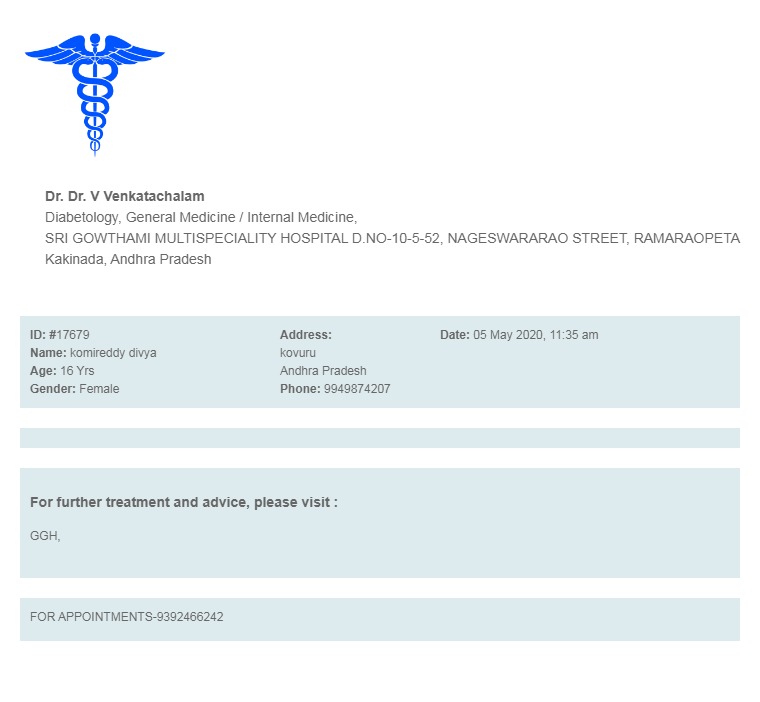 Dr. Dr. V Venkatachalam
Diabetology, General Medicine / Internal Medicine,
SRI GOWTHAMI MULTISPECIALITY HOSPITAL D.NO-10-5-52, NAGESWARARAO STREET, RAMARAOPETA
Kakinada, Andhra Pradesh
ID: #17679
Name: komireddy divya
Age: 16 Yrs
Gender: Female
Address:
kovuru
Andhra Pradesh
Phone: 9949874207
Date: 05 May 2020, 11:35 am
For further treatment and advice, please visit :
GGH,
FOR APPOINTMENTS-9392466242